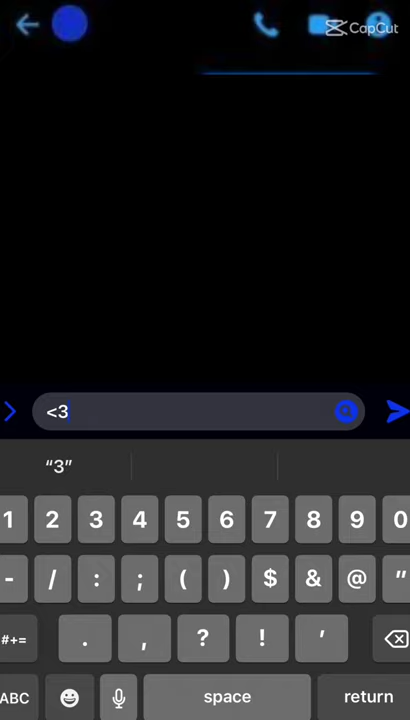 CapCut
<3
“3”
1 2 3 4 5 6 7 8 9 0
- / : ; ( ) $ & @ "
#+= . , ? ! ’
ABC space return